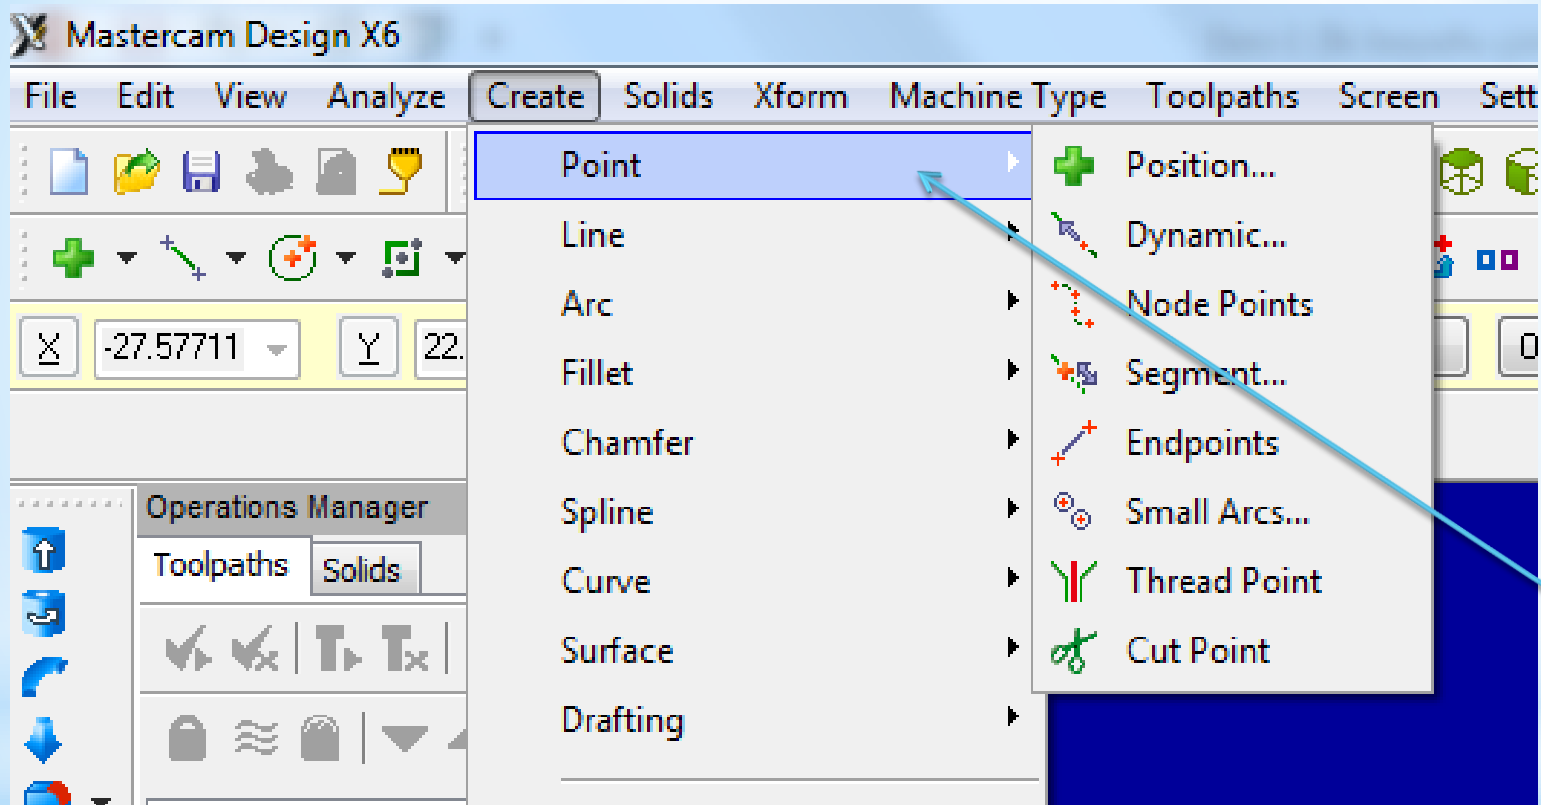 Mastercam Design X6
File Edit View Analyze Create Solids Xform Machine Type Toolpaths Screen Sett
Point
Line
Arc
Fillet
Chamfer
Spline
Curve
Surface
Drafting
Position...
Dynamic...
Node Points
Segment...
Endpoints
Small Arcs...
Thread Point
Cut Point
X -27.57711 Y 22.
Operations Manager
Toolpaths Solids